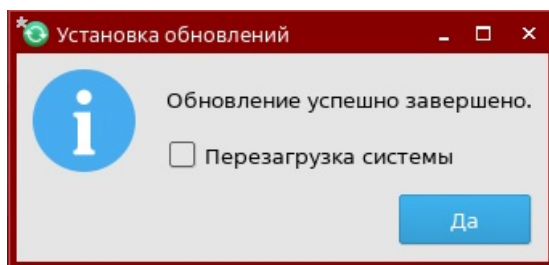 Установка обновлений
Обновление успешно завершено.
Перезагрузка системы
Да